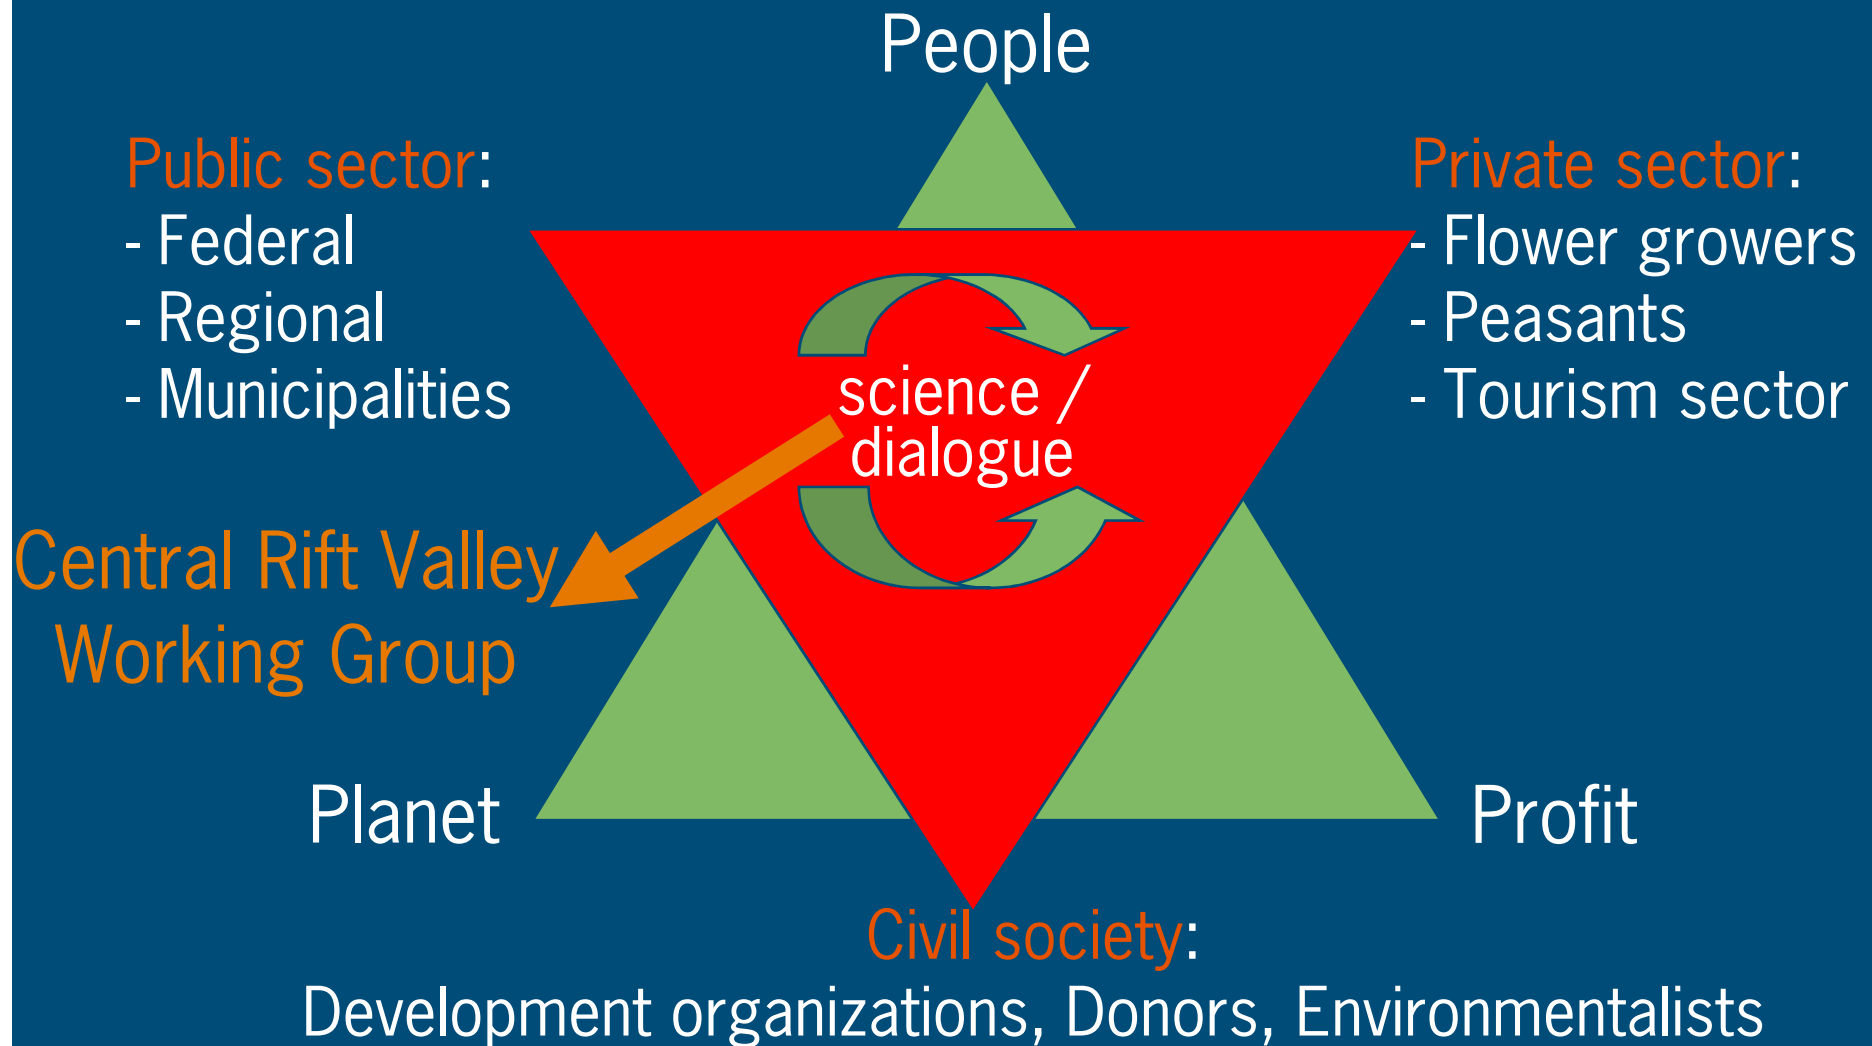 People
Public sector:
- Federal
- Regional
- Municipalities
Private sector:
- Flower growers
- Peasants
- Tourism sector
science /
dialogue
Central Rift Valley
Working Group
Planet
Profit
Civil society:
Development organizations, Donors, Environmentalists